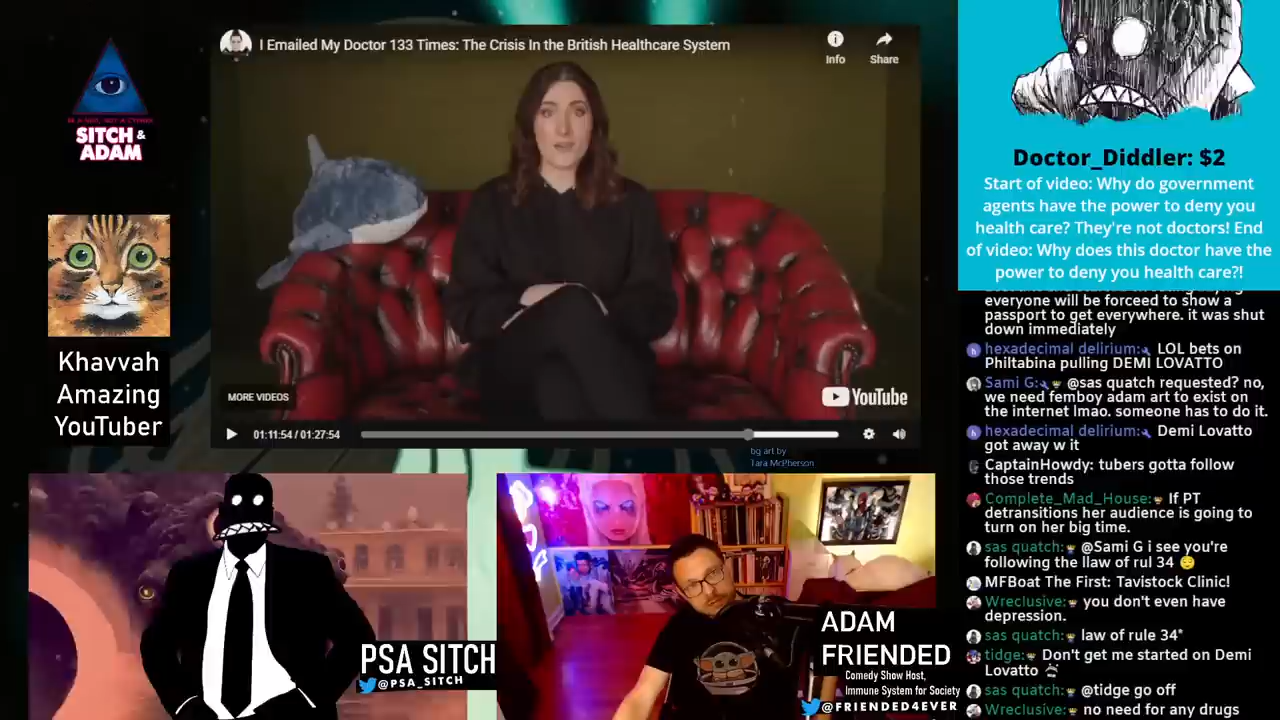 I Emailed My Doctor 133 Times: The Crisis In the British Healthcare System
Info
Share
SITCH &
ADAM
Khavvah
Amazing
YouTuber
MORE VIDEOS
YouTube
01:11:54 / 01:27:54
bg art by
Tara McPherson
PSA SITCH
@PSA_SITCH
ADAM
FRIENDED
Comedy Show Host,
Immune System for Society
@FRIENDED4EVER
Doctor_Diddler: $2
Start of video: Why do government
agents have the power to deny you
health care? They're not doctors! End
of video: Why does this doctor have the
power to deny you health care?!
everyone will be forceed to show a
passport to get everywhere. it was shut
down immediately
hexadecimal delirium: LOL bets on
Philtabina pulling DEMI LOVATTO
Sami G: @sas quatch requested? no,
we need femboy adam art to exist on
the internet lmao. someone has to do it.
hexadecimal delirium: Demi Lovatto
got away w it
CaptainHowdy: tubers gotta follow
those trends
Complete_Mad_House: If PT
detransitions her audience is going to
turn on her big time.
sas quatch: @Sami G i see you're
following the llaw of rul 34
MFBoat The First: Tavistock Clinic!
Wreclusive: you don't even have
depression.
sas quatch: law of rule 34*
tidge: Don't get me started on Demi
Lovatto
sas quatch: @tidge go off
Wreclusive: no need for any drugs